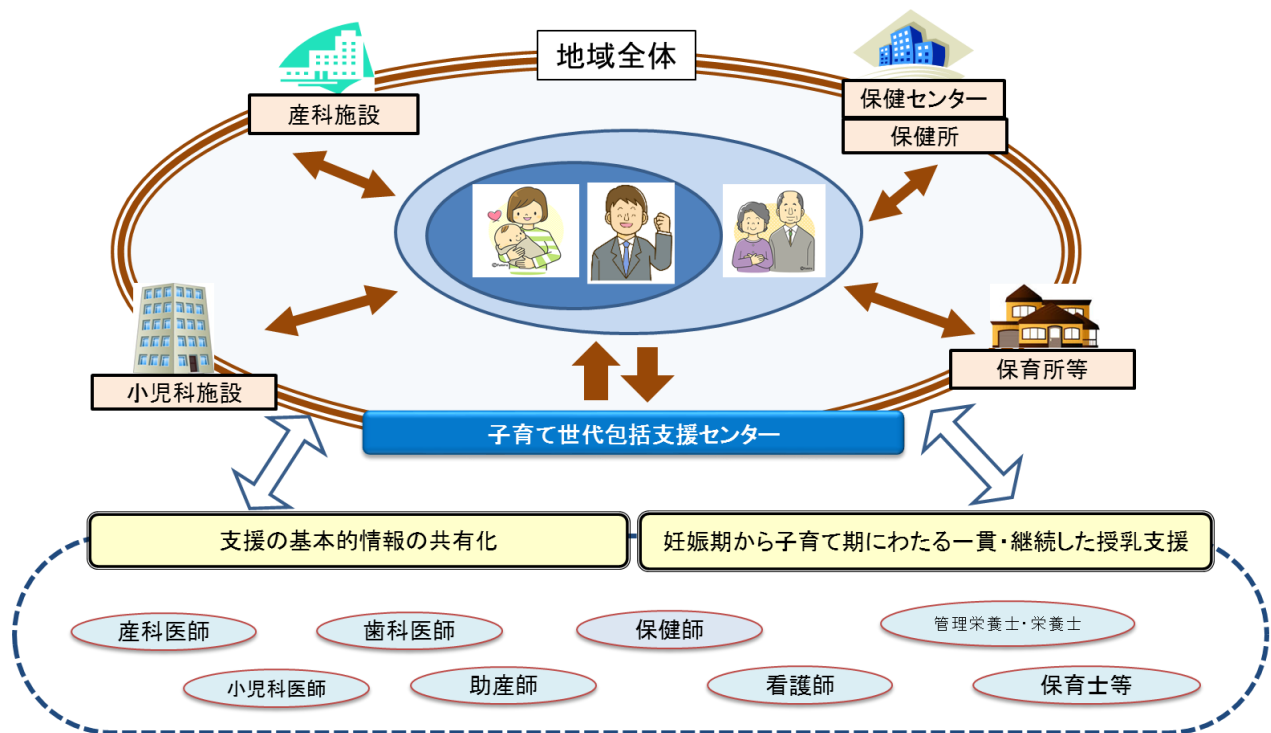 地域全体
産科施設
保健センター
保健所
小児科施設
保育所等
子育て世代包括支援センター
支援の基本的情報の共有化
妊娠期から子育て期にわたる一貫・継続した授乳支援
産科医師
歯科医師
保健師
管理栄養士・栄養士
小児科医師
助産師
看護師
保育士等